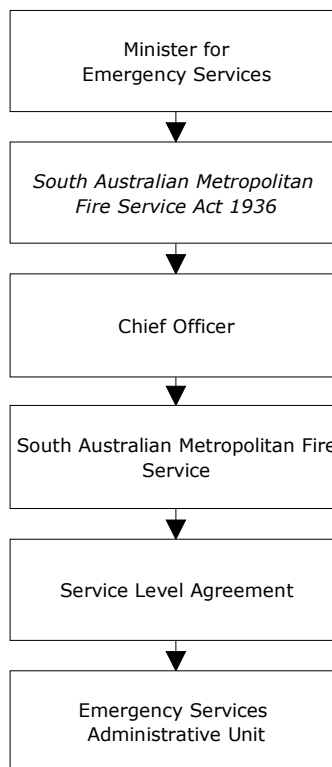 Minister for
Emergency Services
South Australian Metropolitan
Fire Service Act 1936
Chief Officer
South Australian Metropolitan Fire
Service
Service Level Agreement
Emergency Services
Administrative Unit